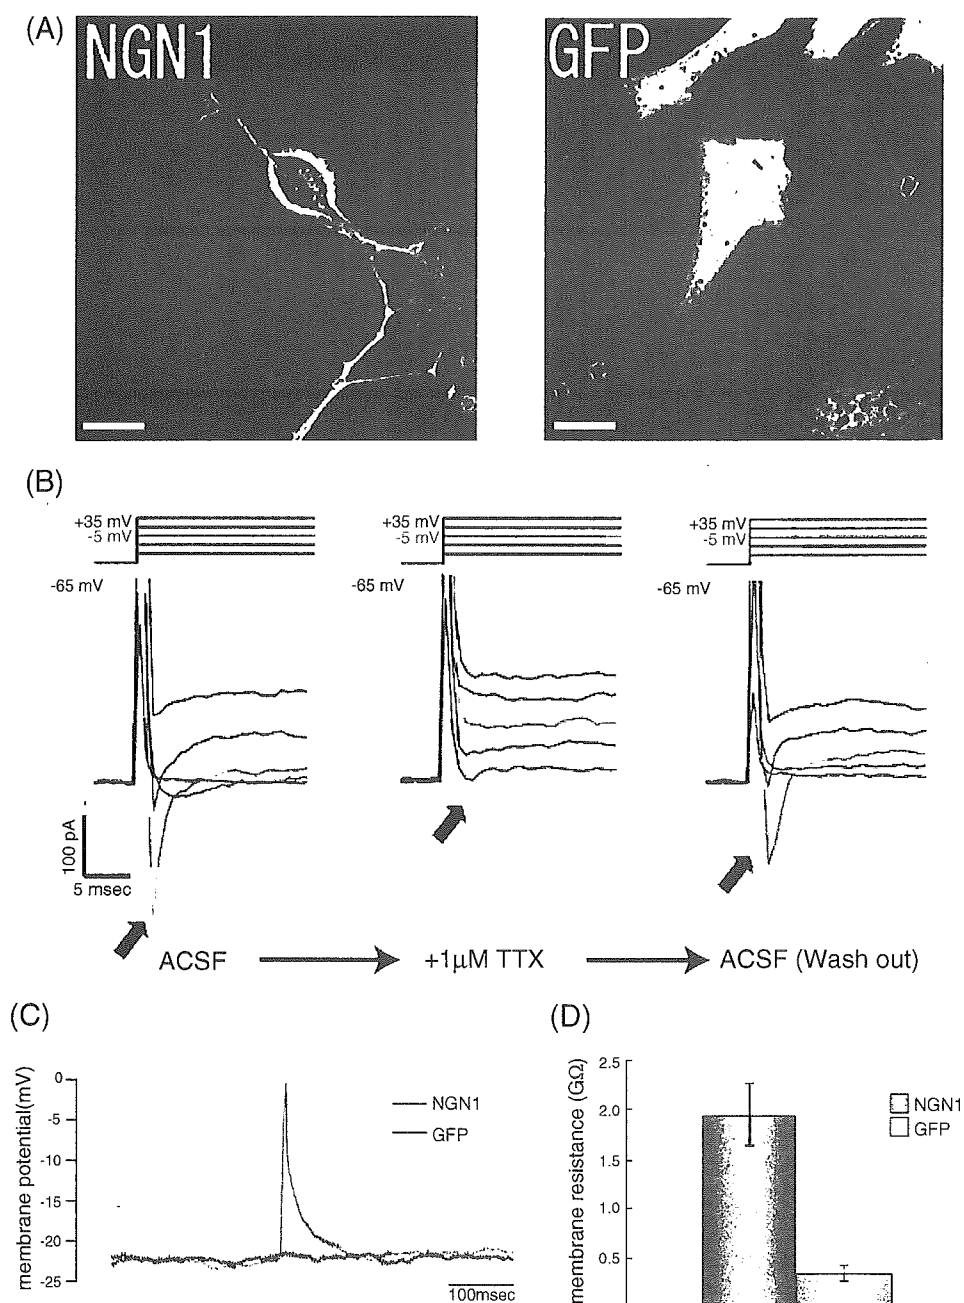 (A)
NGN1
GFP
(B)
+35 mV
-5 mV
-65 mV
+35 mV
-5 mV
-65 mV
+35 mV
-5 mV
-65 mV
100 pA
5 msec
ACSF
+1μM TTX
ACSF (Wash out)
(C)
membrane potential(mV)
0
-5
-10
-15
-20
-25
NGN1
GFP
100msec
(D)
membrane resistance (GΩ)
2.5
2.0
1.5
1.0
0.5
NGN1
GFP